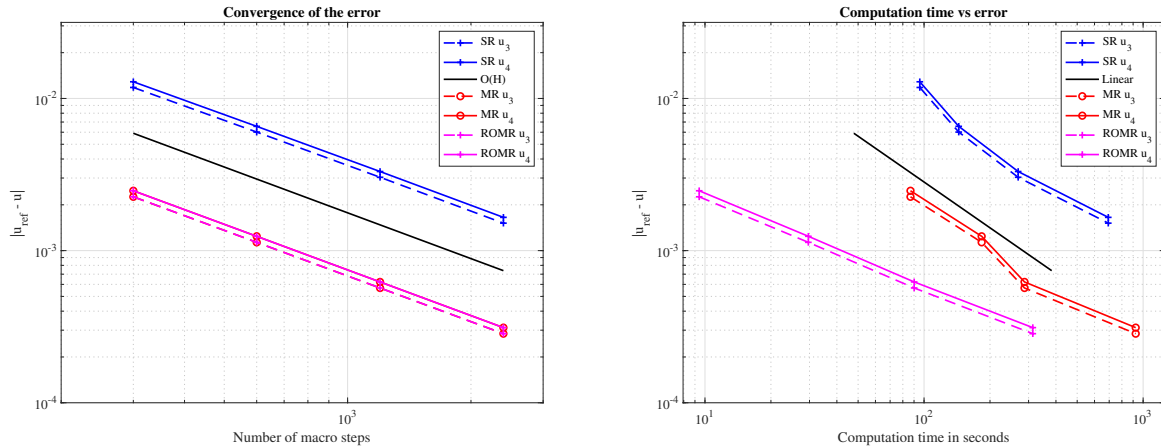 Convergence of the error
|u_ref - u|
10^-2
10^-3
10^-4
10^3
Number of macro steps
SR u_3
SR u_4
O(H)
MR u_3
MR u_4
ROMR u_3
ROMR u_4
Computation time vs error
|u_ref - u|
10^-2
10^-3
10^-4
10^1
10^2
10^3
Computation time in seconds
SR u_3
SR u_4
Linear
MR u_3
MR u_4
ROMR u_3
ROMR u_4